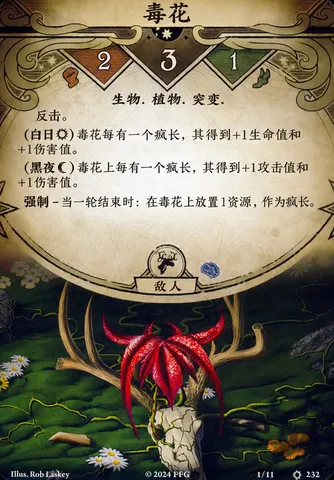 毒花
2 3 1
生物. 植物. 突变.
反击。
(白日) 毒花每有一个疯长，其得到+1生命值和
+1伤害值。
(黑夜) 毒花上每有一个疯长，其得到+1攻击值和
+1伤害值。
强制 – 当一轮结束时：在毒花上放置1资源，作为疯长。
敌人
Illus. Rob Laskey © 2024 FFG 1/11 232